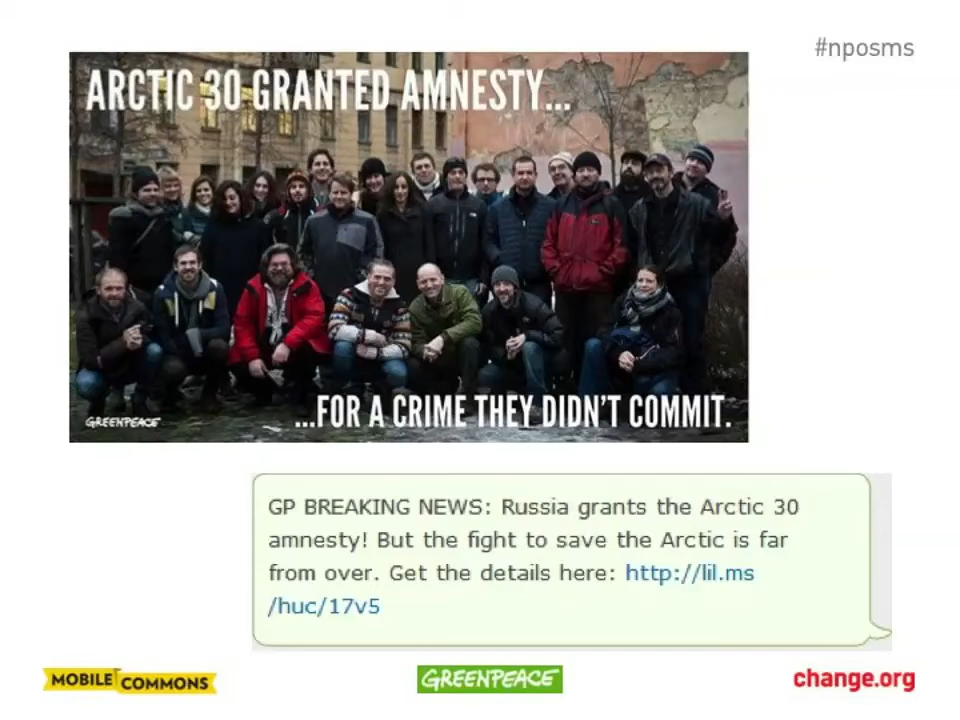 #nposms
ARCTIC 30 GRANTED AMNESTY...
...FOR A CRIME THEY DIDN'T COMMIT.
GREENPEACE
GP BREAKING NEWS: Russia grants the Arctic 30
amnesty! But the fight to save the Arctic is far
from over. Get the details here: http://lil.ms
/huc/17v5
MOBILE COMMONS
GREENPEACE
change.org